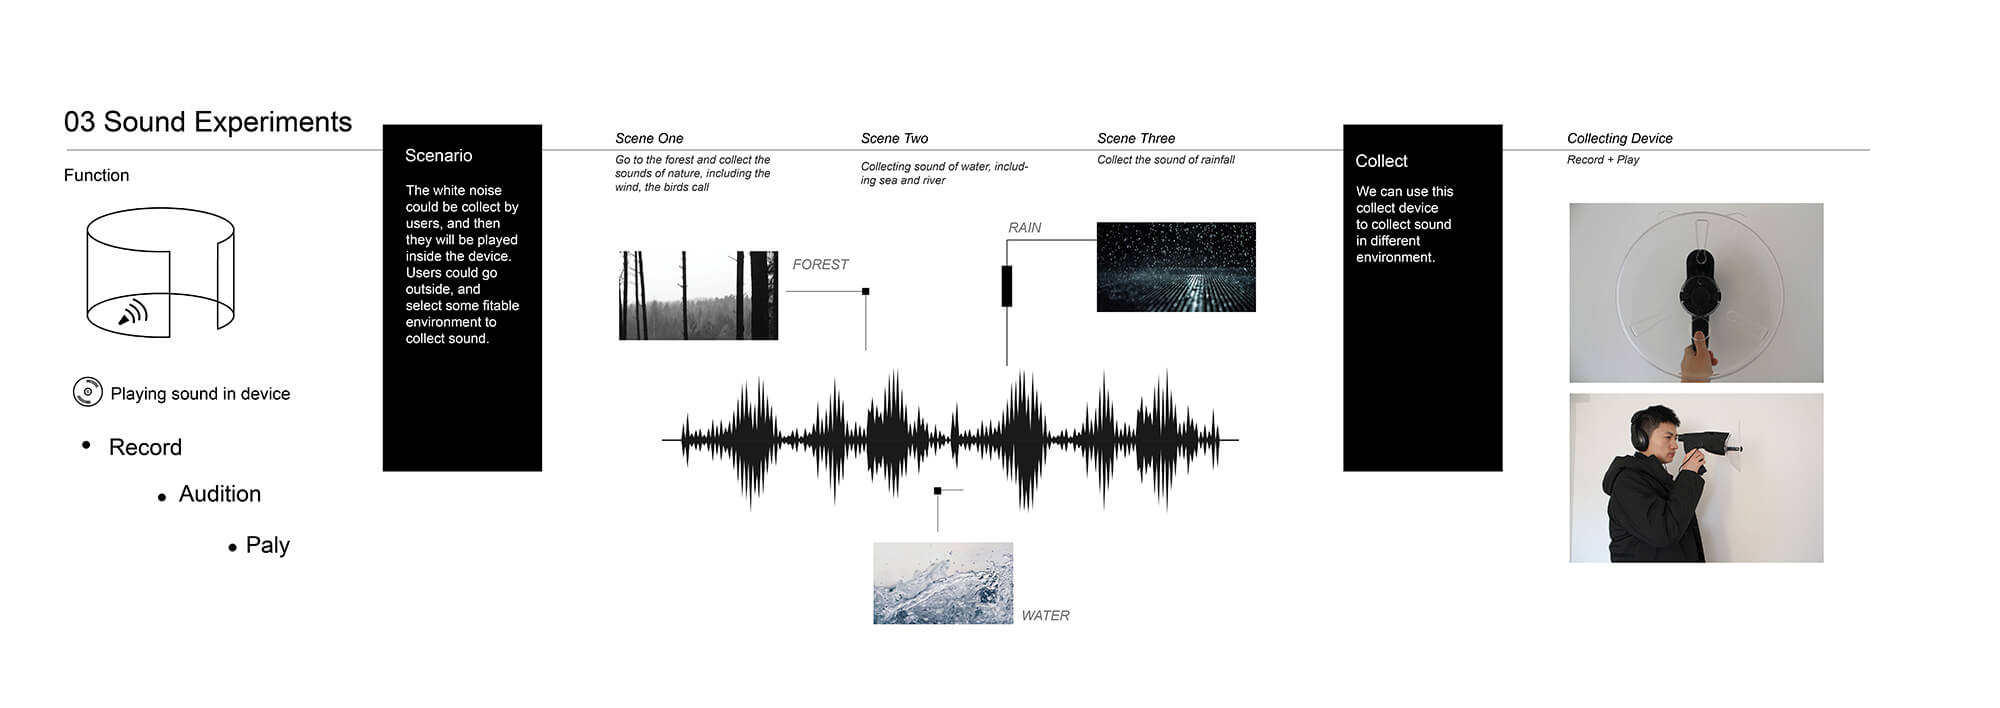 03 Sound Experiments
Function
Playing sound in device
Record
Audition
Paly
Scenario
The white noise
could be collect by
users, and then
they will be played
inside the device.
Users could go
outside, and
select some fitable
environment to
collect sound.
Scene One
Go to the forest and collect the
sounds of nature, including the
wind, the birds call
FOREST
Scene Two
Collecting sound of water, includ-
ing sea and river
WATER
Scene Three
Collect the sound of rainfall
RAIN
Collect
We can use this
collect device
to collect sound
in different
environment.
Collecting Device
Record + Play